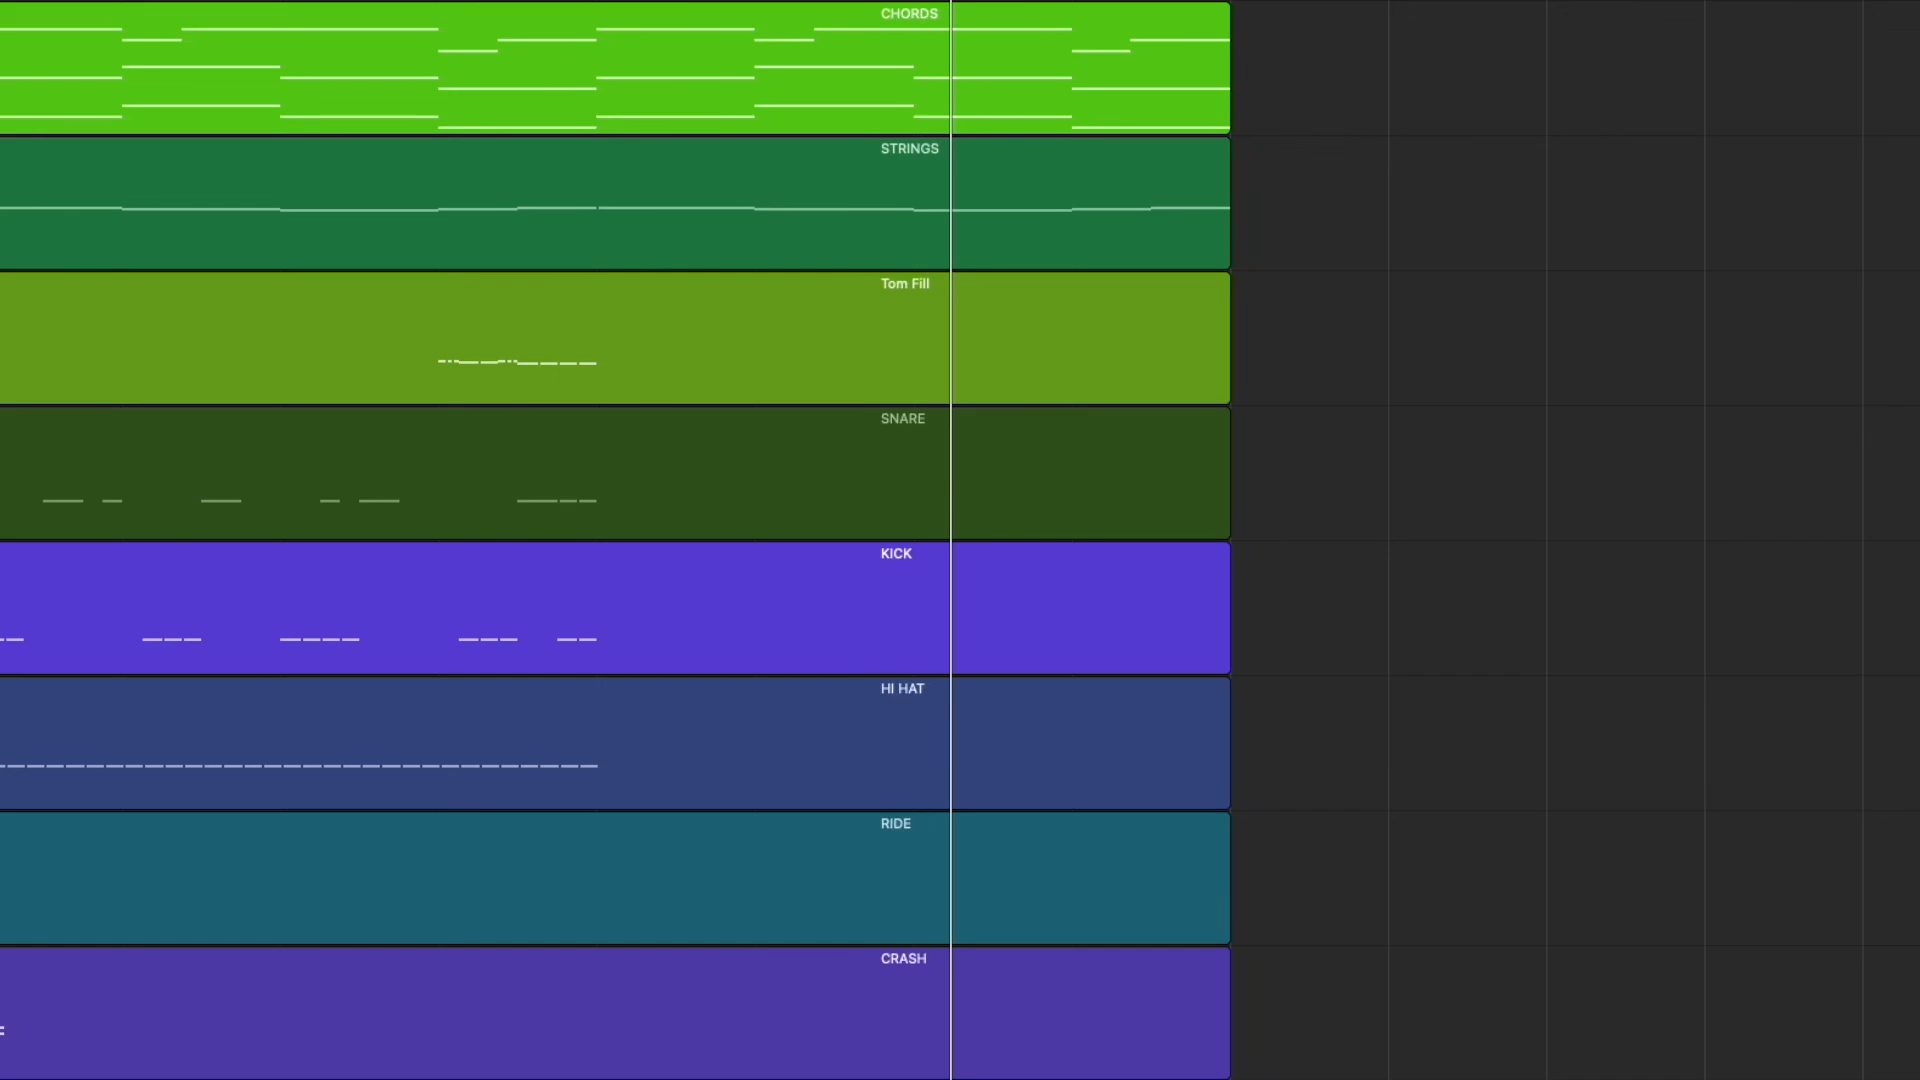 CHORDS
STRINGS
Tom Fill
SNARE
KICK
HI HAT
RIDE
CRASH